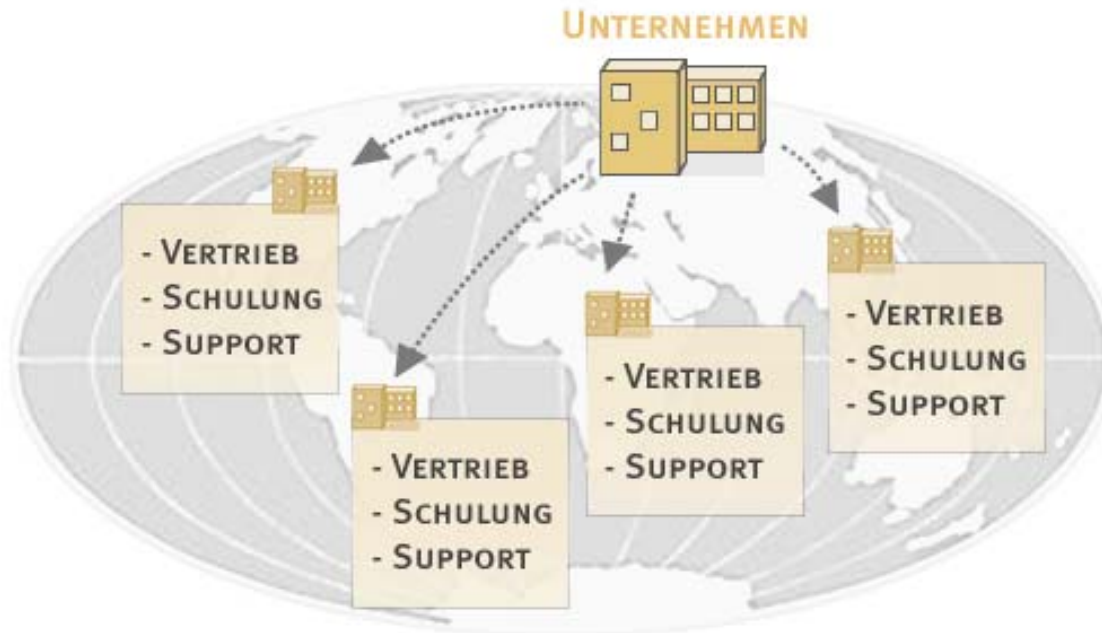 UNTERNEHMEN
- VERTRIEB
- SCHULUNG
- SUPPORT
- VERTRIEB
- SCHULUNG
- SUPPORT
- VERTRIEB
- SCHULUNG
- SUPPORT
- VERTRIEB
- SCHULUNG
- SUPPORT